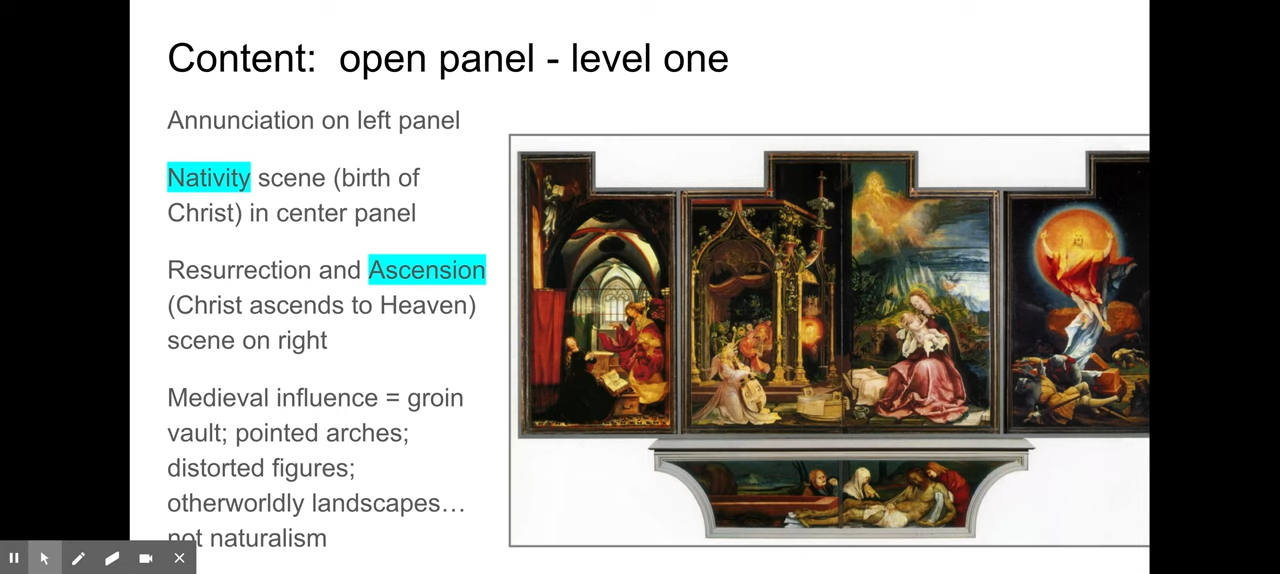 Content:  open panel - level one
Annunciation on left panel
Nativity scene (birth of
Christ) in center panel
Resurrection and Ascension
(Christ ascends to Heaven)
scene on right
Medieval influence = groin
vault; pointed arches;
distorted figures;
otherworldly landscapes…
not naturalism